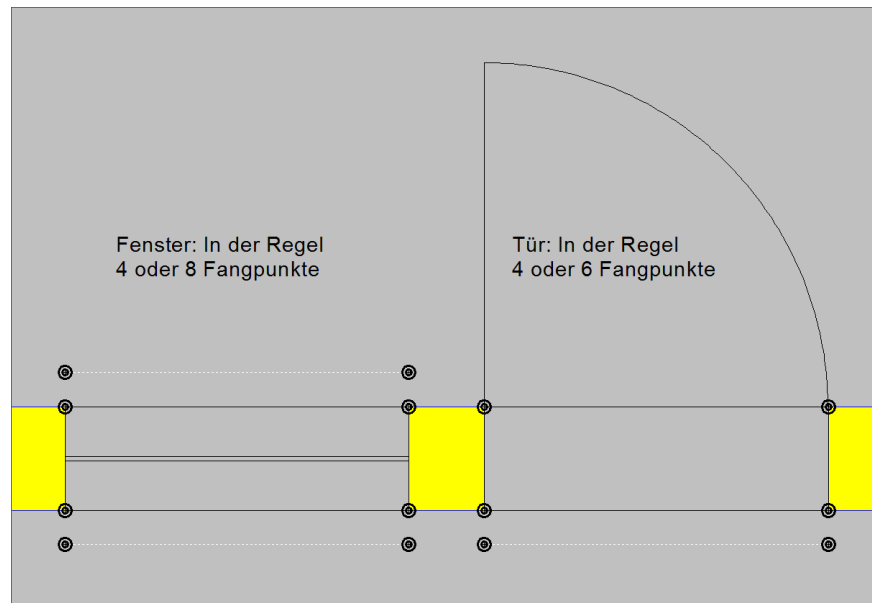 Fenster: In der Regel
4 oder 8 Fangpunkte
Tür: In der Regel
4 oder 6 Fangpunkte